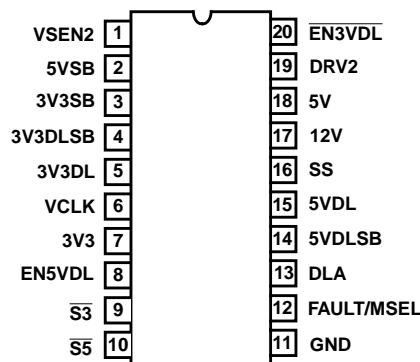 VSEN2 1
5VSB 2
3V3SB 3
3V3DLSB 4
3V3DL 5
VCLK 6
3V3 7
EN5VDL 8
S3 9
S5 10
20 EN3VDL
19 DRV2
18 5V
17 12V
16 SS
15 5VDL
14 5VDLSB
13 DLA
12 FAULT/MSEL
11 GND